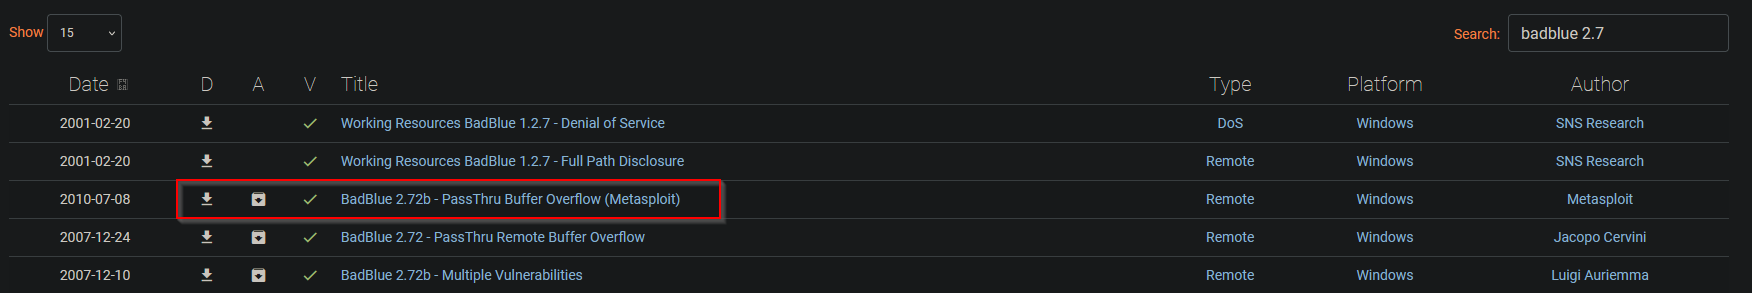 Show 15 Search: badblue 2.7
Date D A V Title Type Platform Author
2001-02-20 Working Resources BadBlue 1.2.7 - Denial of Service DoS Windows SNS Research
2001-02-20 Working Resources BadBlue 1.2.7 - Full Path Disclosure Remote Windows SNS Research
2010-07-08 BadBlue 2.72b - PassThru Buffer Overflow (Metasploit) Remote Windows Metasploit
2007-12-24 BadBlue 2.72 - PassThru Remote Buffer Overflow Remote Windows Jacopo Cervini
2007-12-10 BadBlue 2.72b - Multiple Vulnerabilities Remote Windows Luigi Auriemma